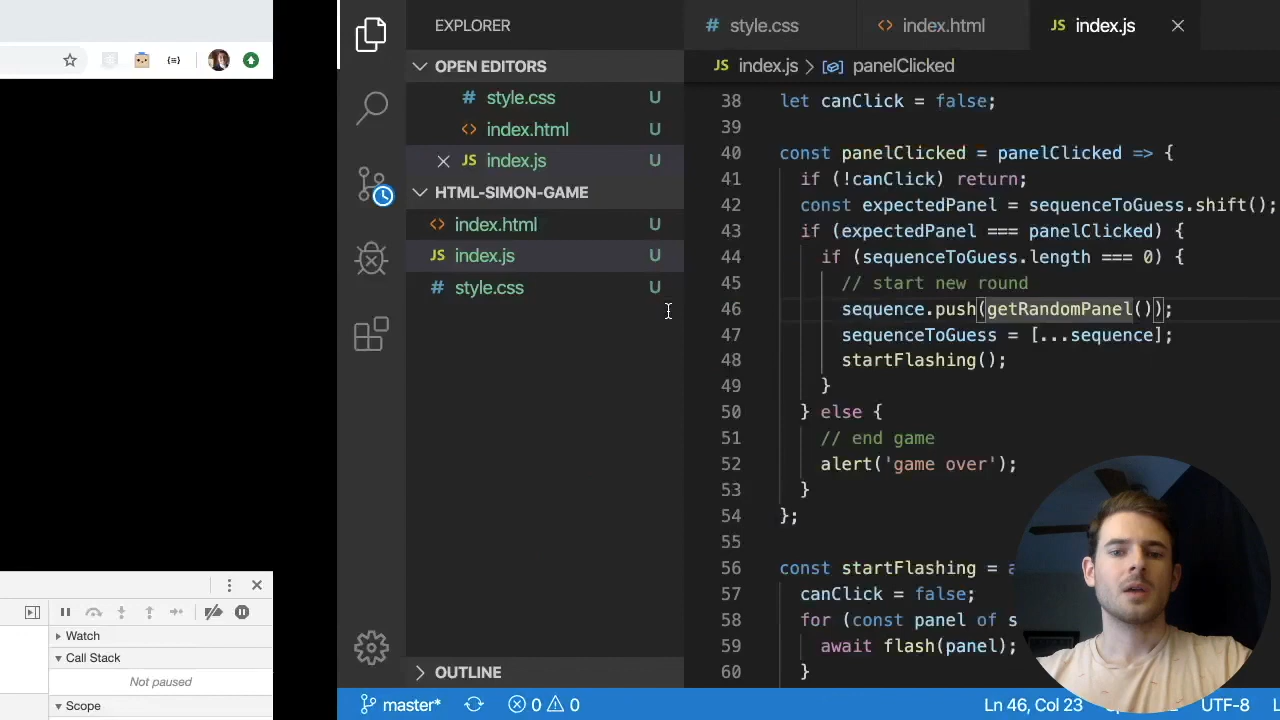 Watch
Call Stack
Not paused
Scope
EXPLORER
OPEN EDITORS
# style.css U
<> index.html U
JS index.js U
HTML-SIMON-GAME
<> index.html U
JS index.js U
# style.css U
OUTLINE
master*
0 0
# style.css
<> index.html
JS index.js
JS index.js > panelClicked
38 let canClick = false;
39
40 const panelClicked = panelClicked => {
41 if (!canClick) return;
42 const expectedPanel = sequenceToGuess.shift();
43 if (expectedPanel === panelClicked) {
44 if (sequenceToGuess.length === 0) {
45 // start new round
46 sequence.push(getRandomPanel());
47 sequenceToGuess = [...sequence];
48 startFlashing();
49 }
50 } else {
51 // end game
52 alert('game over');
53 }
54 };
55
56 const startFlashing = a
57 canClick = false;
58 for (const panel of s
59 await flash(panel);
60 }
Ln 46, Col 23
UTF-8